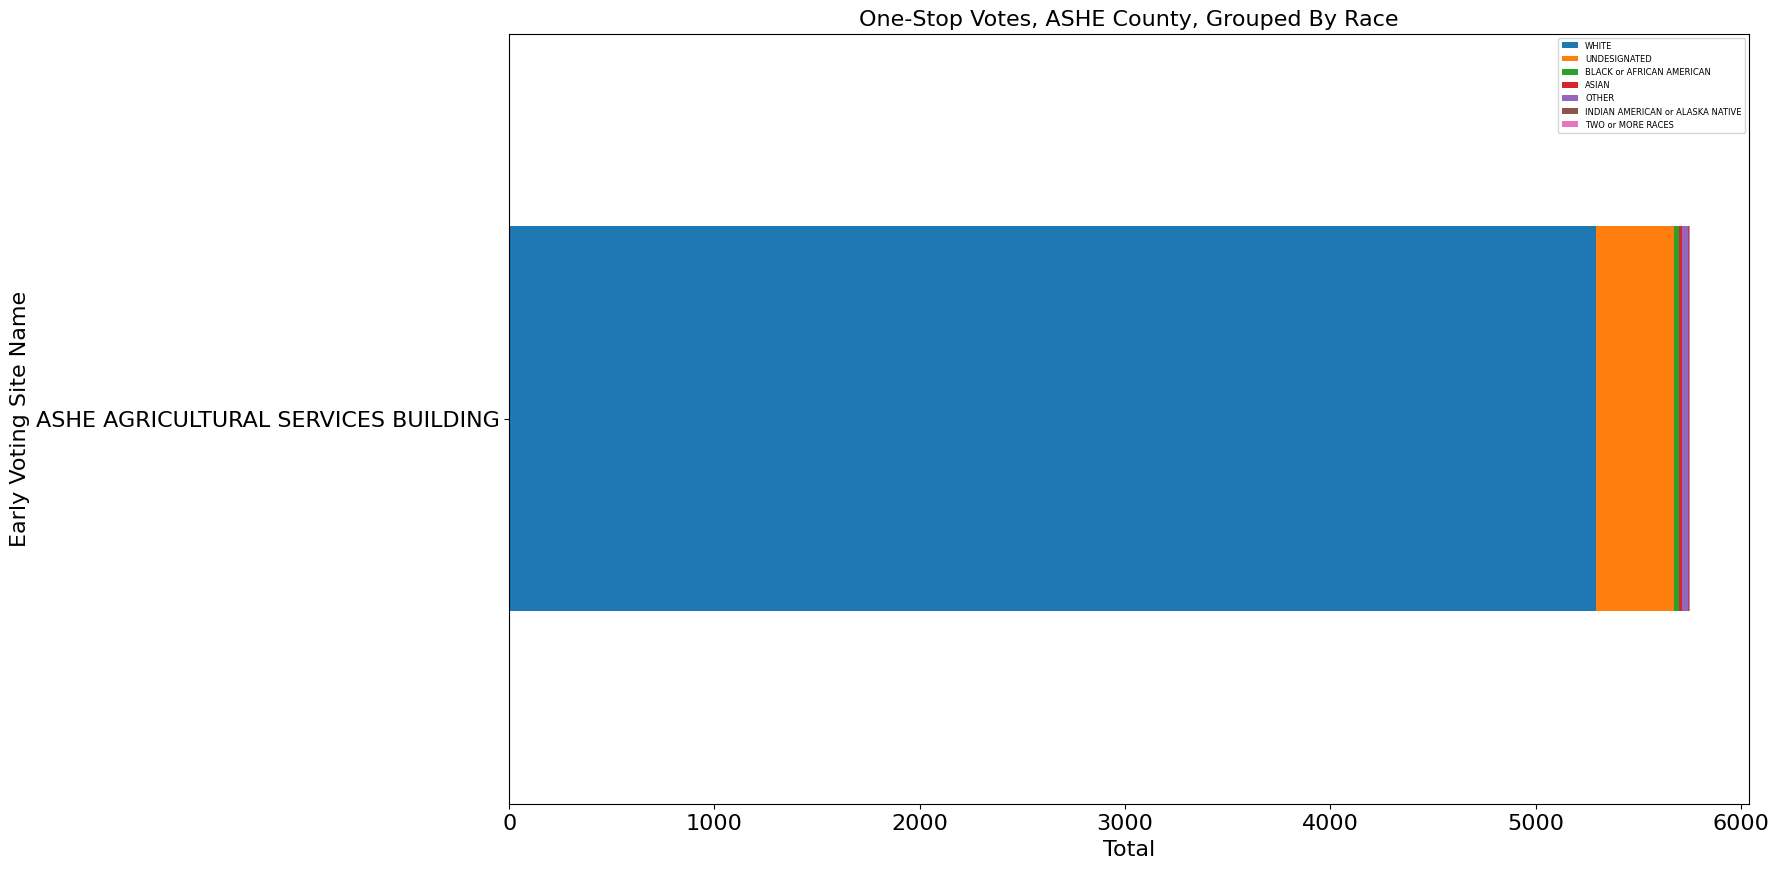 One-Stop Votes, ASHE County, Grouped By Race
WHITE
UNDESIGNATED
BLACK or AFRICAN AMERICAN
ASIAN
OTHER
INDIAN AMERICAN or ALASKA NATIVE
TWO or MORE RACES
Early Voting Site Name
ASHE AGRICULTURAL SERVICES BUILDING
0 1000 2000 3000 4000 5000 6000
Total